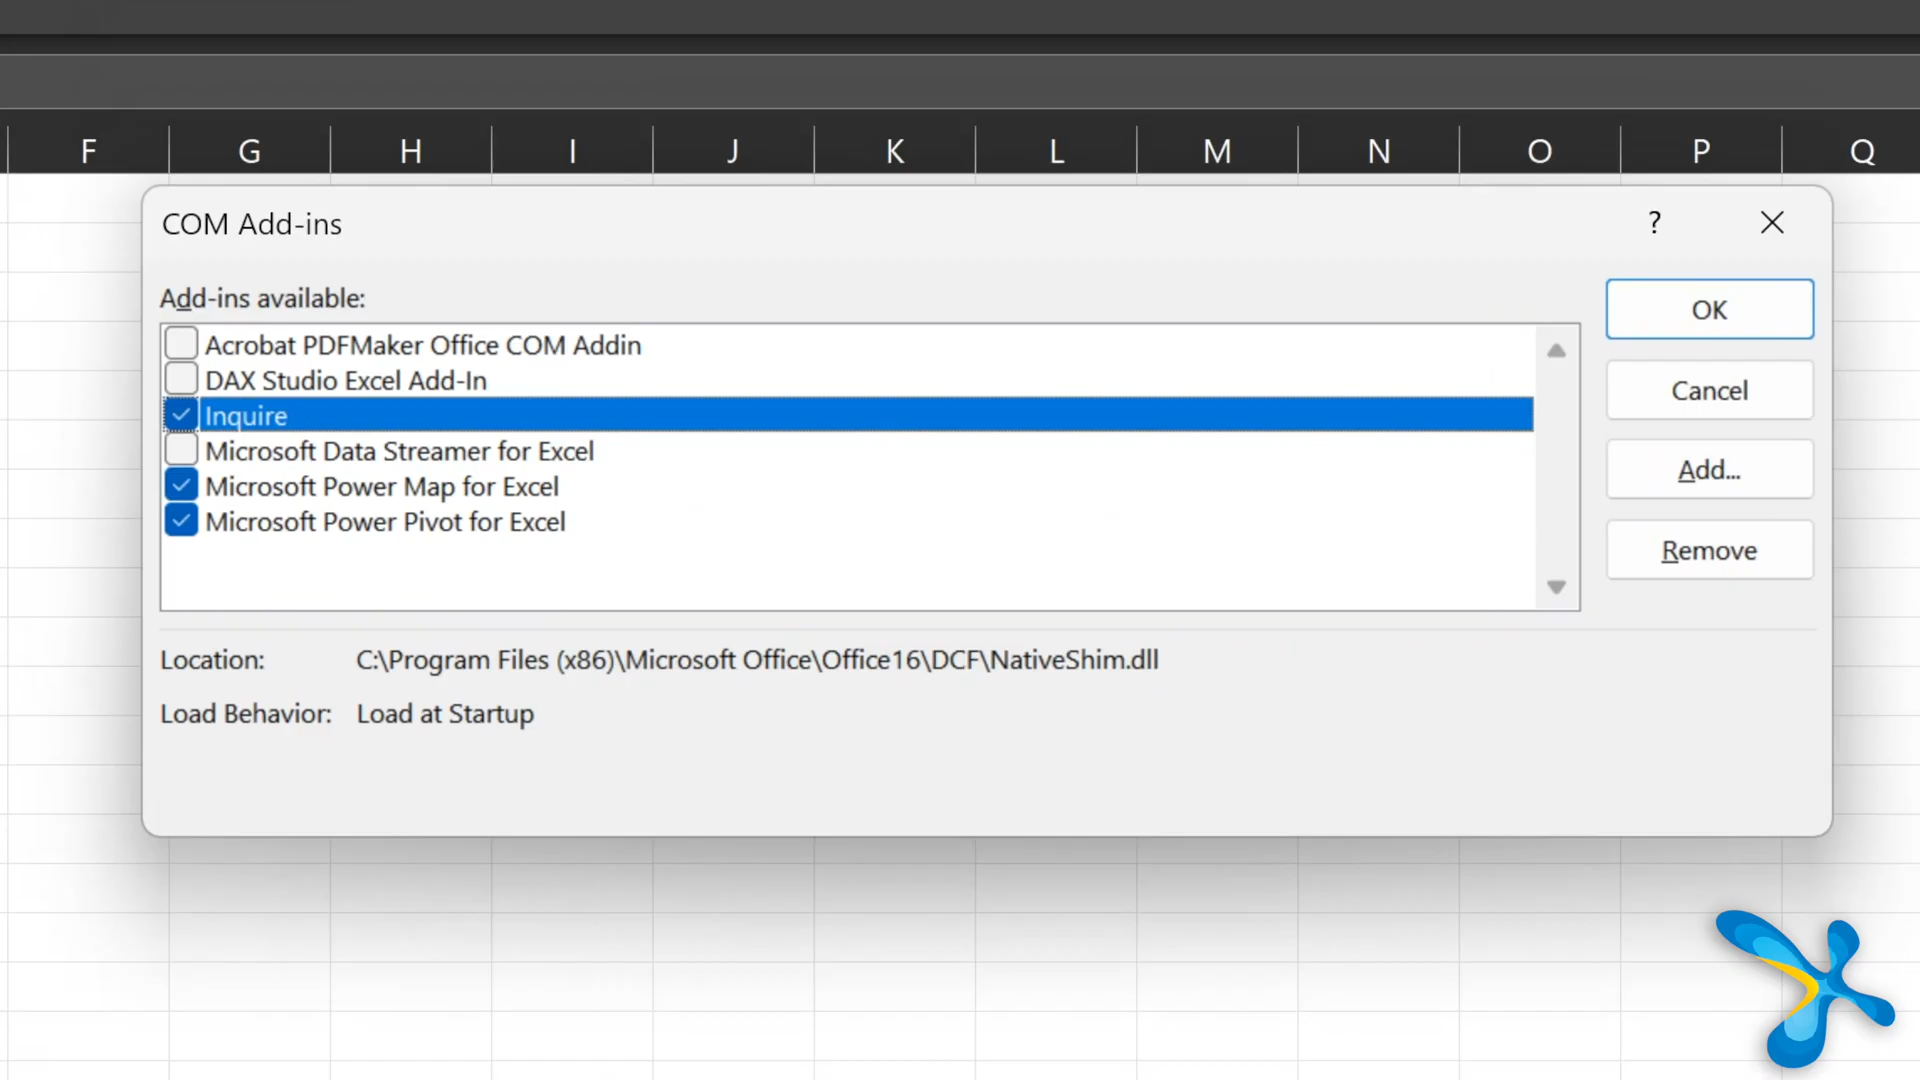 F G H I J K L M N O P Q
COM Add-ins ?
Add-ins available:
OK
Acrobat PDFMaker Office COM Addin
DAX Studio Excel Add-In
Cancel
Inquire
Microsoft Data Streamer for Excel
Add...
Microsoft Power Map for Excel
Microsoft Power Pivot for Excel
Remove
Location: C:\Program Files (x86)\Microsoft Office\Office16\DCF\NativeShim.dll
Load Behavior: Load at Startup